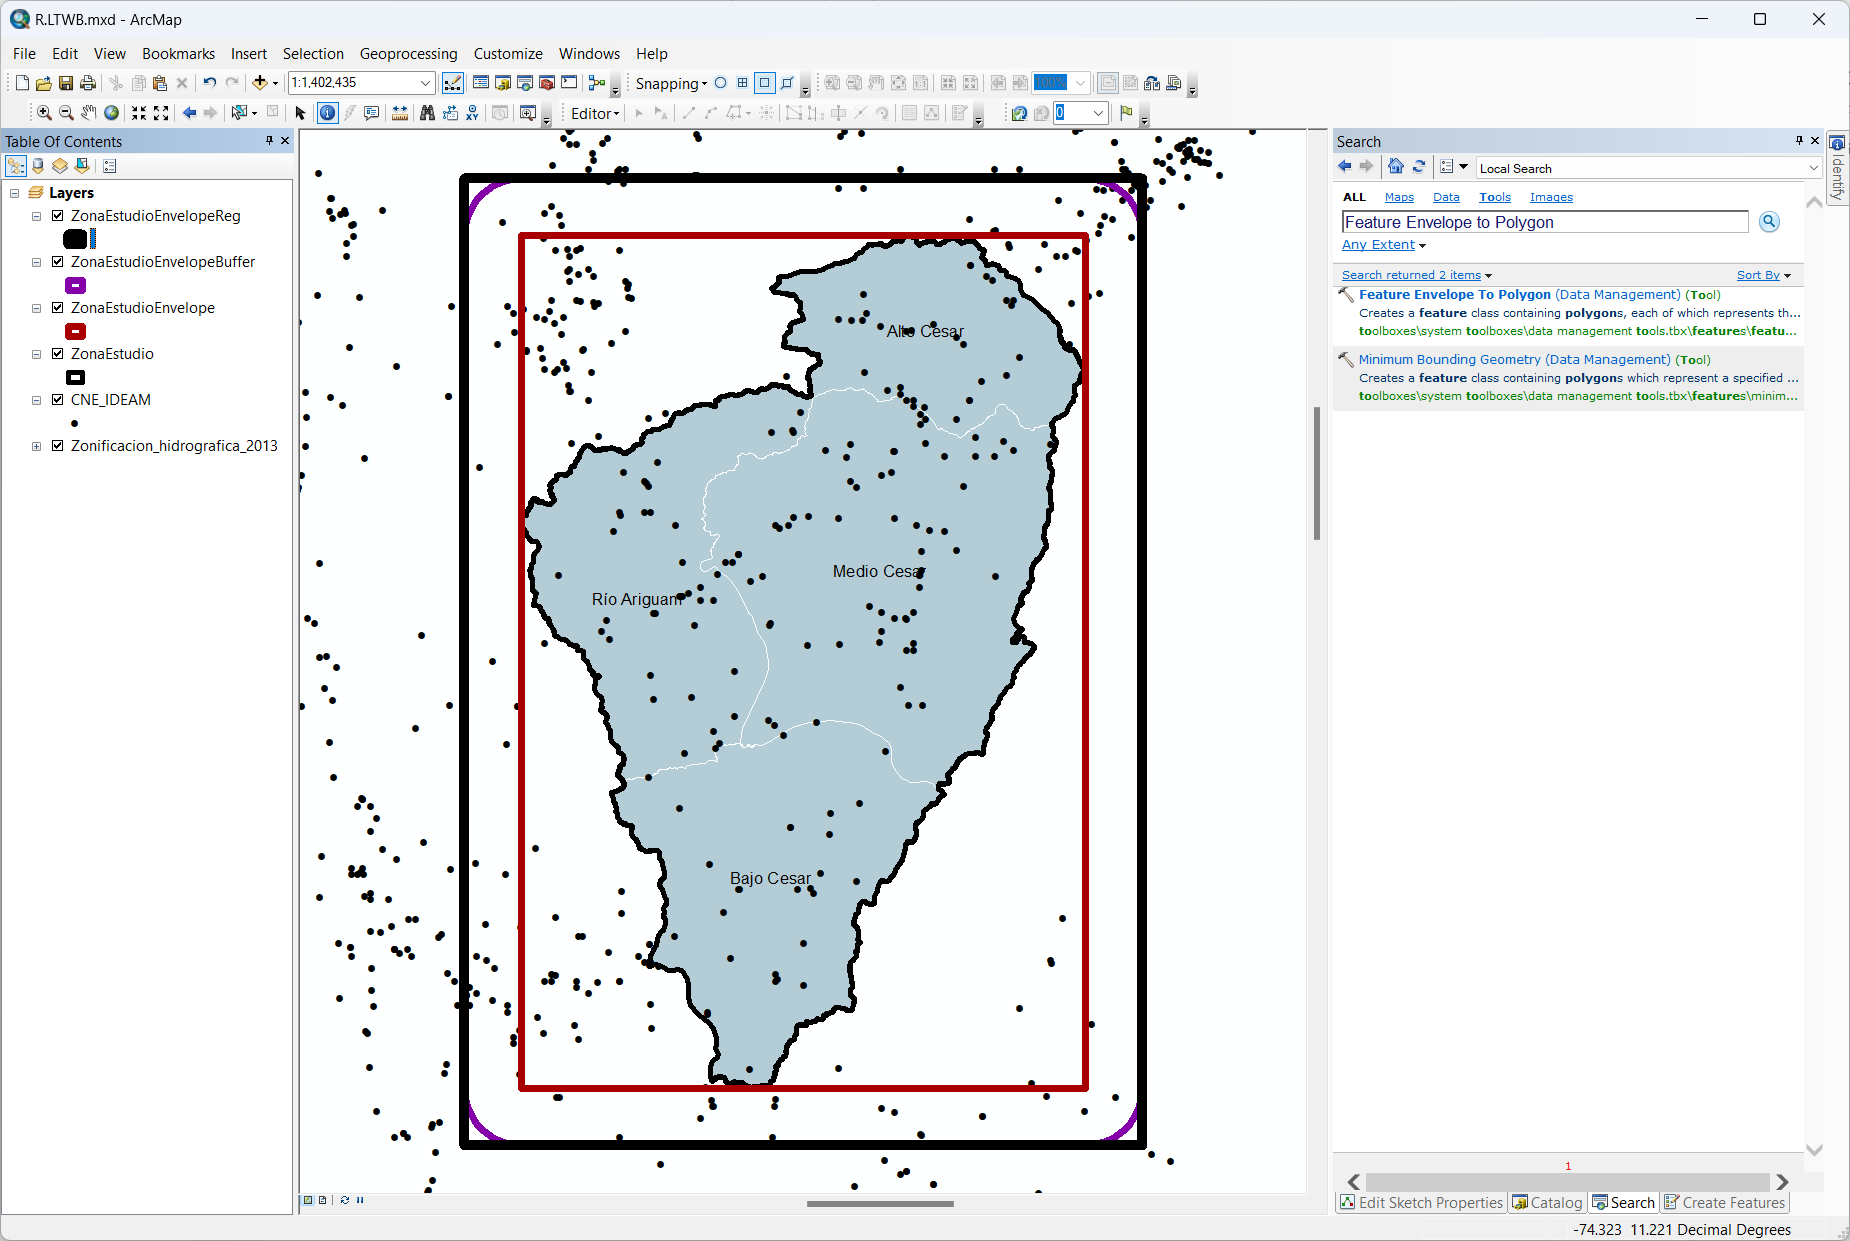 R.LTWB.mxd - ArcMap
File Edit View Bookmarks Insert Selection Geoprocessing Customize Windows Help
1:1,402,435
Snapping
100%
Editor
0
Table Of Contents
Layers
ZonaEstudioEnvelopeReg
ZonaEstudioEnvelopeBuffer
ZonaEstudioEnvelope
ZonaEstudio
CNE_IDEAM
Zonificacion_hidrografica_2013
Alto Cesar
Medio Cesar
Río Ariguaní
Bajo Cesar
Search
Local Search
ALL Maps Data Tools Images
Feature Envelope to Polygon
Any Extent
Search returned 2 items Sort By
Feature Envelope To Polygon (Data Management) (Tool)
Creates a feature class containing polygons, each of which represents th...
toolboxes\system toolboxes\data management tools.tbx\features\featu...
Minimum Bounding Geometry (Data Management) (Tool)
Creates a feature class containing polygons which represent a specified ...
toolboxes\system toolboxes\data management tools.tbx\features\minim...
1
Edit Sketch Properties Catalog Search Create Features
Identify
-74.323 11.221 Decimal Degrees